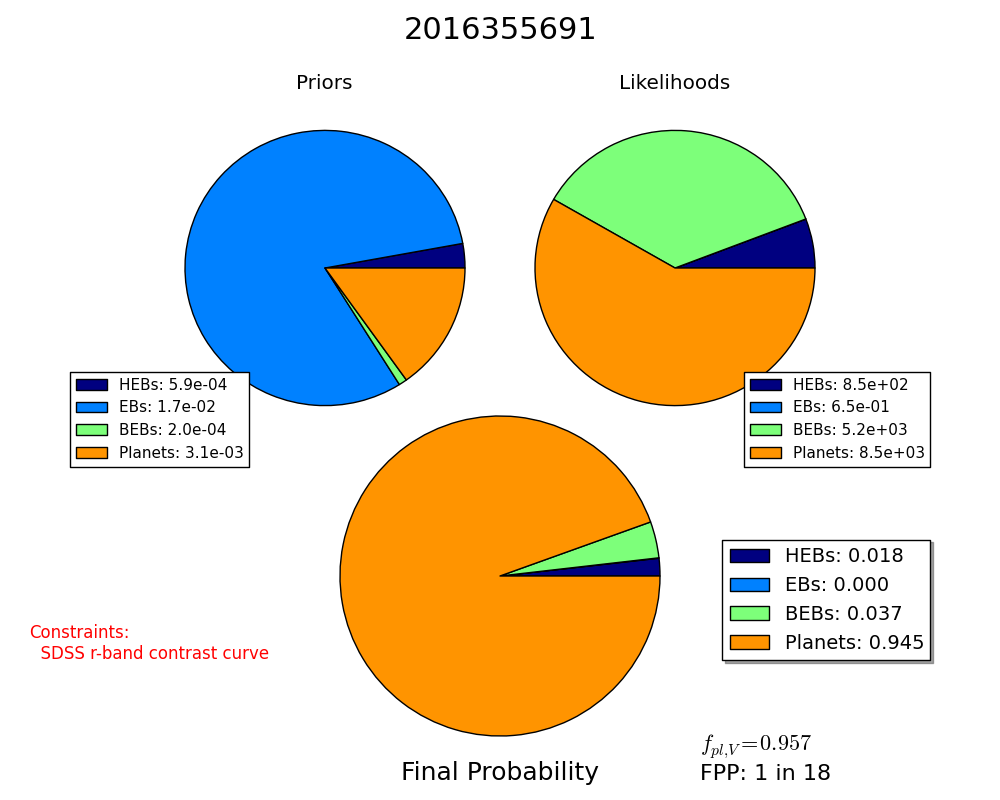 2016355691
Priors
Likelihoods
HEBs: 5.9e-04
EBs: 1.7e-02
BEBs: 2.0e-04
Planets: 3.1e-03
HEBs: 8.5e+02
EBs: 6.5e-01
BEBs: 5.2e+03
Planets: 8.5e+03
HEBs: 0.018
EBs: 0.000
BEBs: 0.037
Planets: 0.945
Constraints:
SDSS r-band contrast curve
f_{pl,V}=0.957
Final Probability
FPP: 1 in 18